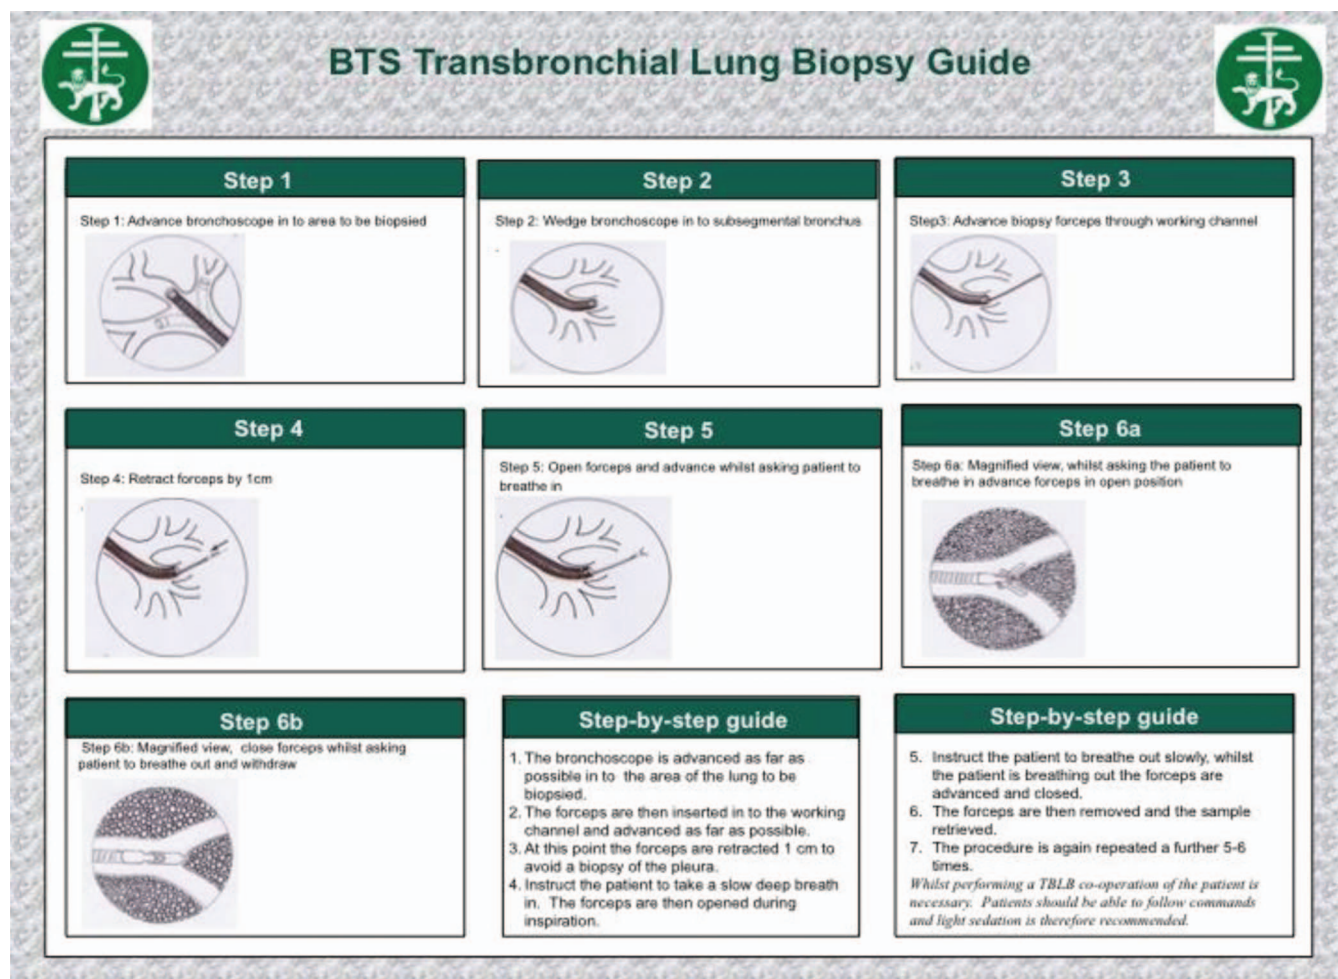 BTS Transbronchial Lung Biopsy Guide
Step 1
Step 1: Advance bronchoscope in to area to be biopsied
Step 2
Step 2: Wedge bronchoscope in to subsegmental bronchus
Step 3
Step3: Advance biopsy forceps through working channel
Step 4
Step 4: Retract forceps by 1cm
Step 5
Step 5: Open forceps and advance whilst asking patient to
breathe in
Step 6a
Step 6a: Magnified view, whilst asking the patient to
breathe in advance forceps in open position
Step 6b
Step 6b: Magnified view, close forceps whilst asking
patient to breathe out and withdraw
Step-by-step guide
1. The bronchoscope is advanced as far as
possible in to the area of the lung to be
biopsied.
2. The forceps are then inserted in to the working
channel and advanced as far as possible.
3. At this point the forceps are retracted 1 cm to
avoid a biopsy of the pleura.
4. Instruct the patient to take a slow deep breath
in. The forceps are then opened during
inspiration.
Step-by-step guide
5. Instruct the patient to breathe out slowly, whilst
the patient is breathing out the forceps are
advanced and closed.
6. The forceps are then removed and the sample
retrieved.
7. The procedure is again repeated a further 5-6
times.
Whilst performing a TBLB co-operation of the patient is
necessary. Patients should be able to follow commands
and light sedation is therefore recommended.